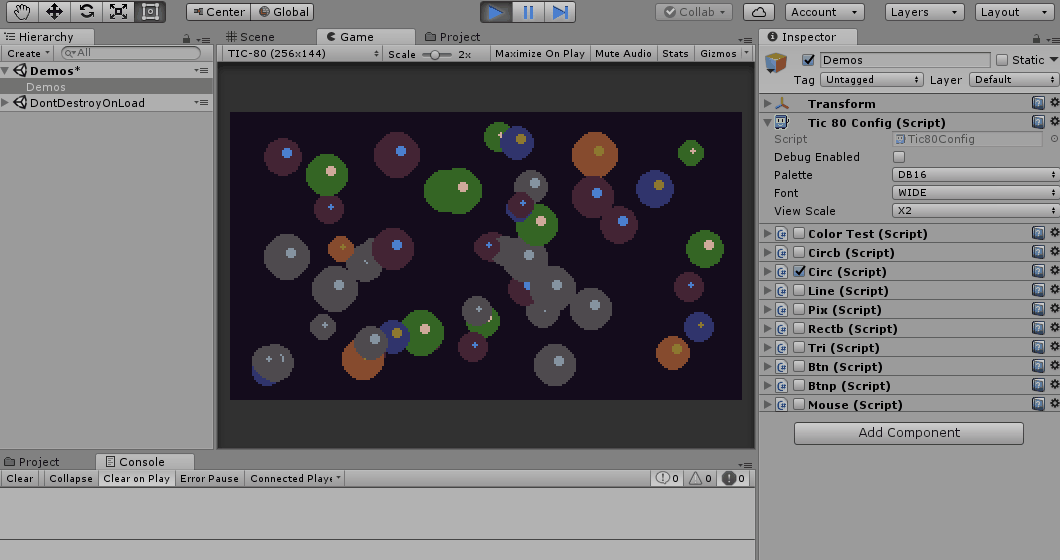 Center Global Collab Account Layers Layout
Hierarchy
Create All
Demos*
Demos
DontDestroyOnLoad
Scene Game Project
TIC-80 (256x144) Scale 2x Maximize On Play Mute Audio Stats Gizmos
Inspector
Demos Static
Tag Untagged Layer Default
Transform
Tic 80 Config (Script)
Script Tic80Config
Debug Enabled
Palette DB16
Font WIDE
View Scale X2
Color Test (Script)
Circb (Script)
Circ (Script)
Line (Script)
Pix (Script)
Rectb (Script)
Tri (Script)
Btn (Script)
Btnp (Script)
Mouse (Script)
Add Component
Project Console
Clear Collapse Clear on Play Error Pause Connected Playe 0 0 0